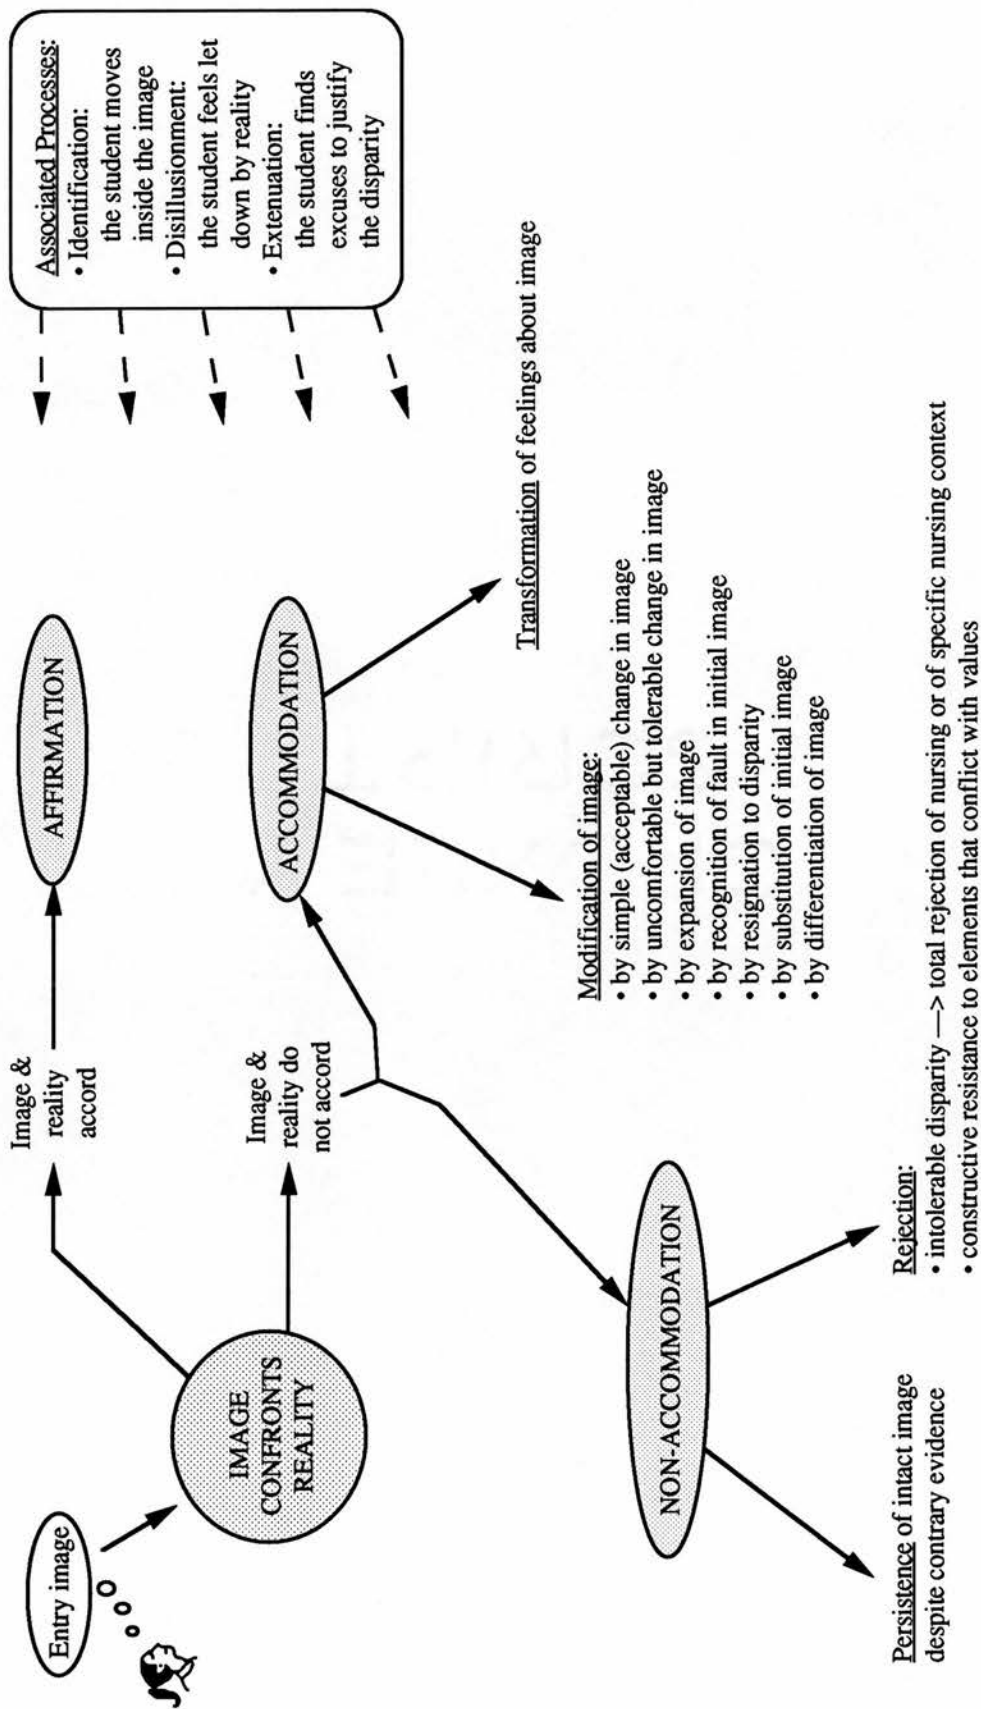 Entry image
IMAGE
CONFRONTS
REALITY
Image &
reality
accord
AFFIRMATION
Image &
reality do
not accord
ACCOMMODATION
Associated Processes:
• Identification:
the student moves
inside the image
• Disillusionment:
the student feels let
down by reality
• Extenuation:
the student finds
excuses to justify
the disparity
Transformation of feelings about image
Modification of image:
• by simple (acceptable) change in image
• by uncomfortable but tolerable change in image
• by expansion of image
• by recognition of fault in initial image
• by resignation to disparity
• by substitution of initial image
• by differentiation of image
NON-ACCOMMODATION
Persistence of intact image
despite contrary evidence
Rejection:
• intolerable disparity —> total rejection of nursing or of specific nursing context
• constructive resistance to elements that conflict with values